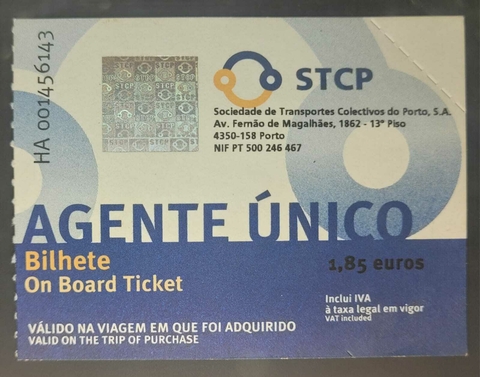 HA 001456143
STCP
Sociedade de Transportes Colectivos do Porto, S.A.
Av. Fernão de Magalhães, 1862 - 13º Piso
4350-158 Porto
NIF PT 500 246 467
AGENTE ÚNICO
Bilhete
1,85 euros
On Board Ticket
Inclui IVA
à taxa legal em vigor
VAT included
VÁLIDO NA VIAGEM EM QUE FOI ADQUIRIDO
VALID ON THE TRIP OF PURCHASE